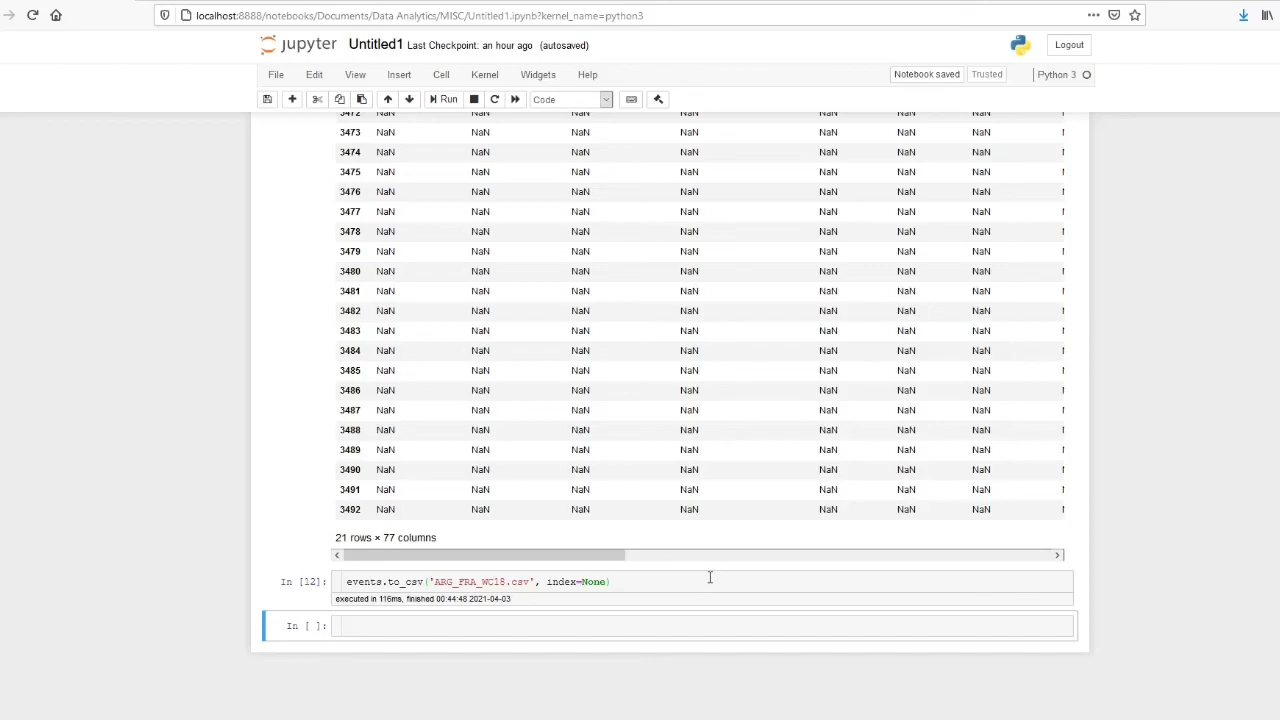 localhost:8888/notebooks/Documents/Data Analytics/MISC/Untitled1.ipynb?kernel_name=python3
jupyter Untitled1 Last Checkpoint: an hour ago (autosaved) Logout
File Edit View Insert Cell Kernel Widgets Help Notebook saved Trusted Python 3
Run Code
3472 NaN NaN NaN NaN NaN NaN NaN
3473 NaN NaN NaN NaN NaN NaN NaN
3474 NaN NaN NaN NaN NaN NaN NaN
3475 NaN NaN NaN NaN NaN NaN NaN
3476 NaN NaN NaN NaN NaN NaN NaN
3477 NaN NaN NaN NaN NaN NaN NaN
3478 NaN NaN NaN NaN NaN NaN NaN
3479 NaN NaN NaN NaN NaN NaN NaN
3480 NaN NaN NaN NaN NaN NaN NaN
3481 NaN NaN NaN NaN NaN NaN NaN
3482 NaN NaN NaN NaN NaN NaN NaN
3483 NaN NaN NaN NaN NaN NaN NaN
3484 NaN NaN NaN NaN NaN NaN NaN
3485 NaN NaN NaN NaN NaN NaN NaN
3486 NaN NaN NaN NaN NaN NaN NaN
3487 NaN NaN NaN NaN NaN NaN NaN
3488 NaN NaN NaN NaN NaN NaN NaN
3489 NaN NaN NaN NaN NaN NaN NaN
3490 NaN NaN NaN NaN NaN NaN NaN
3491 NaN NaN NaN NaN NaN NaN NaN
3492 NaN NaN NaN NaN NaN NaN NaN
21 rows × 77 columns
In [12]: events.to_csv('ARG_FRA_WC18.csv', index=None)
executed in 116ms, finished 00:44:48 2021-04-03
In [ ]: